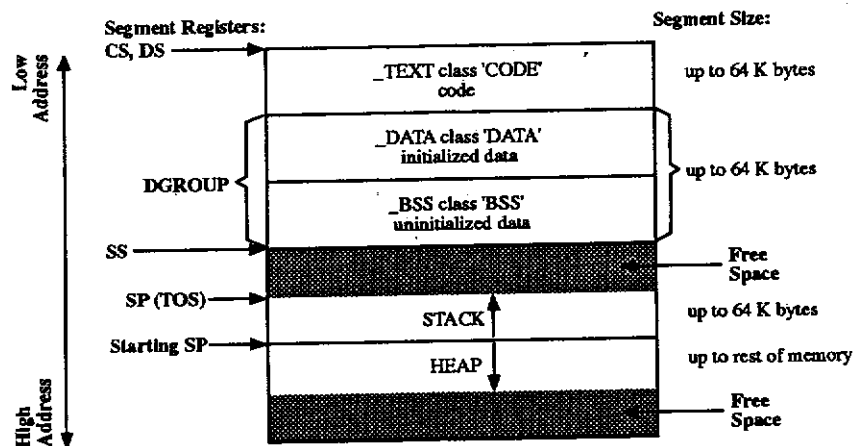 Segment Registers:
Segment Size:
CS, DS
Low
Address
_TEXT class 'CODE'
code
up to 64 K bytes
DGROUP
_DATA class 'DATA'
initialized data
up to 64 K bytes
_BSS class 'BSS'
uninitialized data
SS
Free
Space
SP (TOS)
STACK
up to 64 K bytes
Starting SP
HEAP
up to rest of memory
High
Address
Free
Space